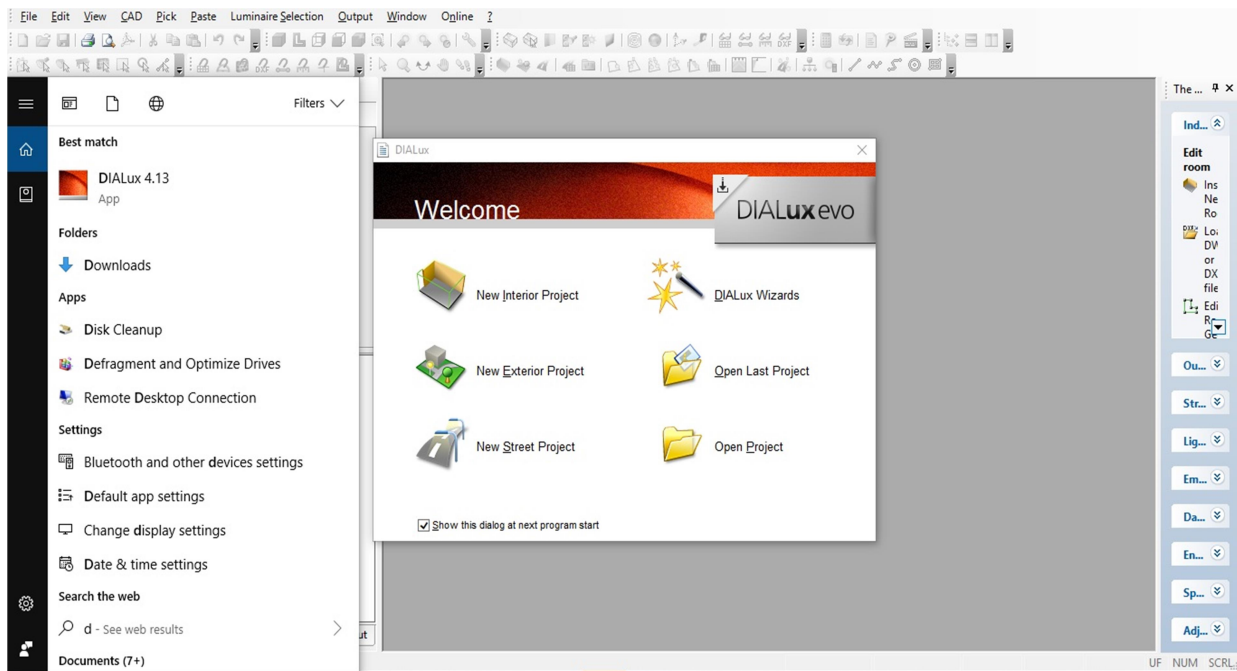 File Edit View CAD Pick Paste Luminaire Selection Output Window Online ?
Filters
Best match
DIALux 4.13
App
Folders
Downloads
Apps
Disk Cleanup
Defragment and Optimize Drives
Remote Desktop Connection
Settings
Bluetooth and other devices settings
Default app settings
Change display settings
Date & time settings
Search the web
d - See web results
Documents (7+)
ut
DIALux
Welcome
DIALux evo
New Interior Project
DIALux Wizards
New Exterior Project
Open Last Project
New Street Project
Open Project
Show this dialog at next program start
The ...
Ind...
Edit
room
Ins
Ne
Ro
DW
or
DX
file
Edi
Ge
Ou...
Str...
Lig...
Em...
Da...
En...
Sp...
Adj...
UF NUM SCRL